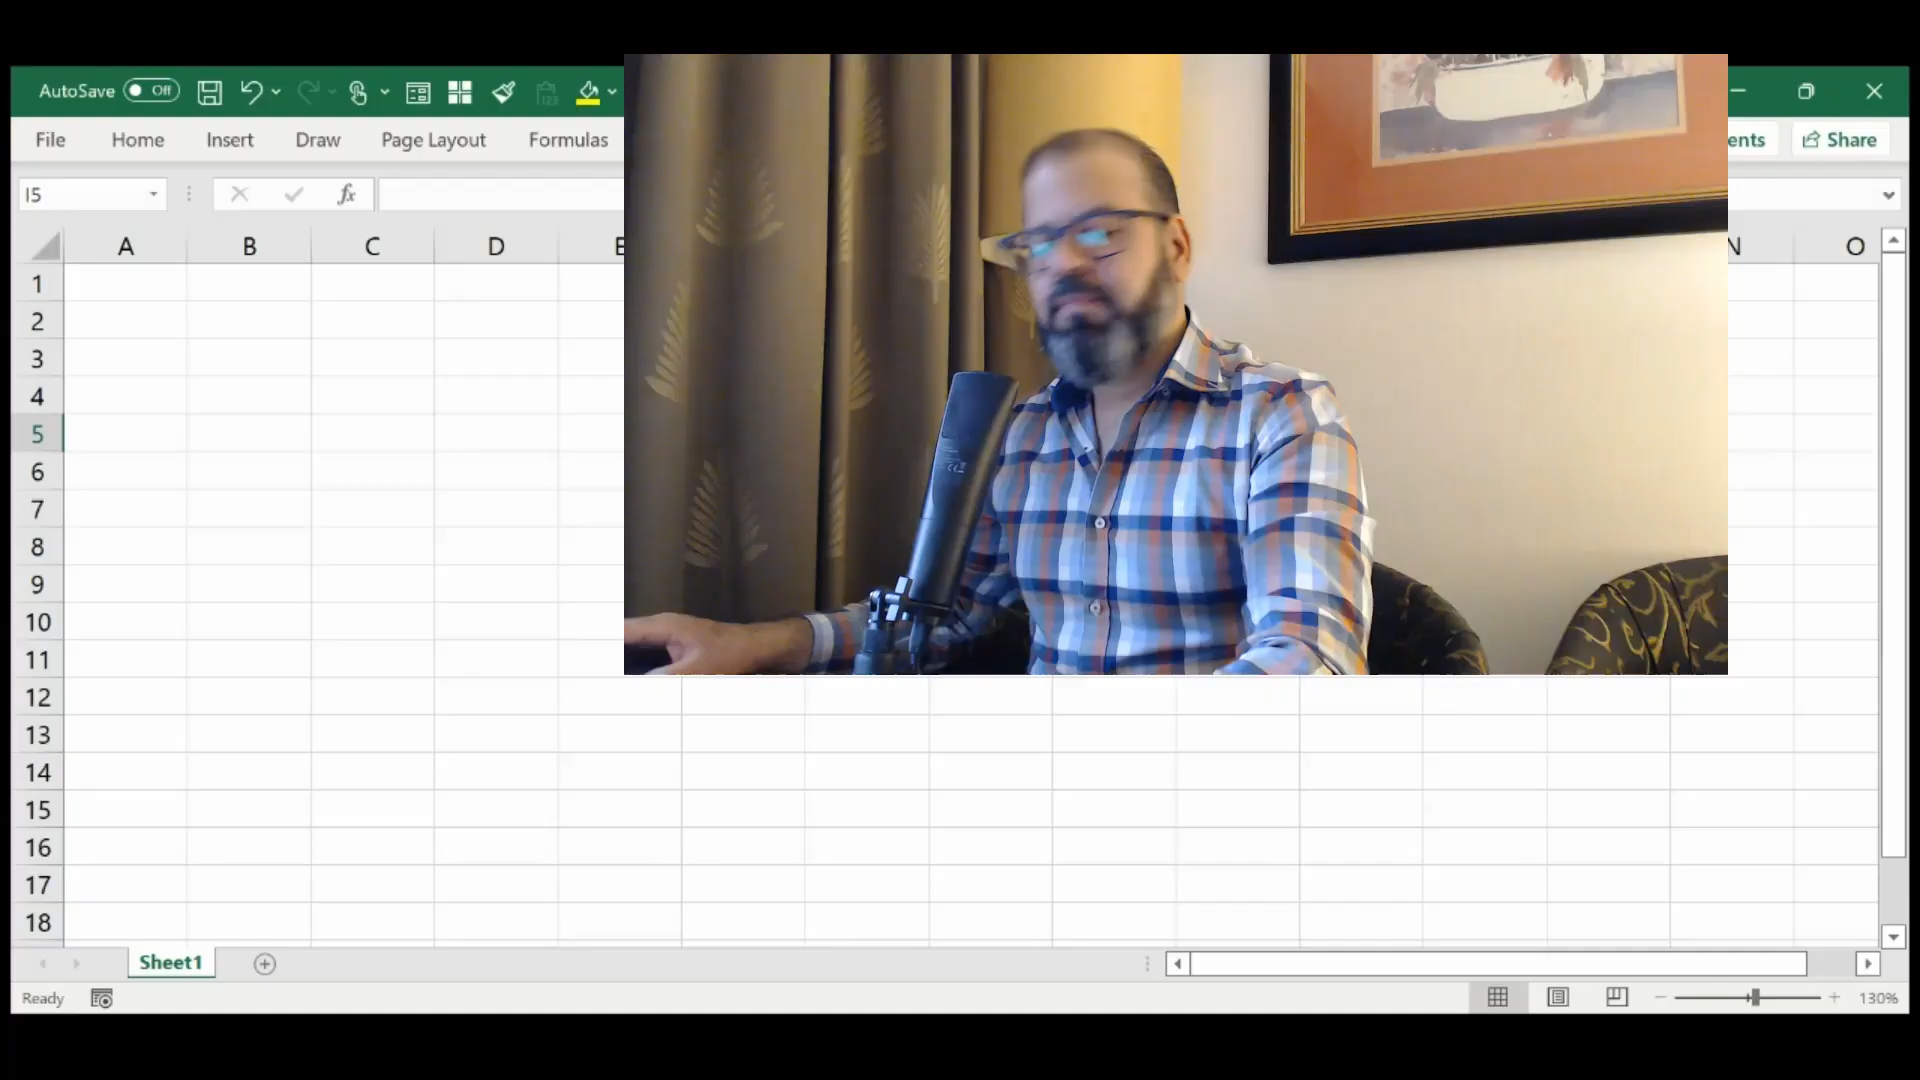 AutoSave Off
File Home Insert Draw Page Layout Formulas
ents Share
I5
fx
A B C D E N O
1
2
3
4
5
6
7
8
9
10
11
12
13
14
15
16
17
18
Sheet1
Ready
130%